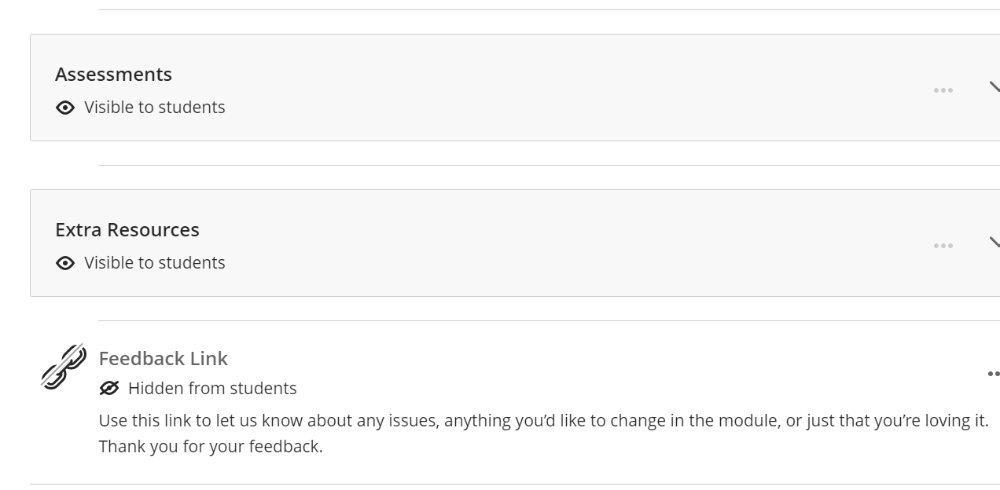 Assessments
Visible to students
Extra Resources
Visible to students
Feedback Link
Hidden from students
Use this link to let us know about any issues, anything you’d like to change in the module, or just that you’re loving it.
Thank you for your feedback.